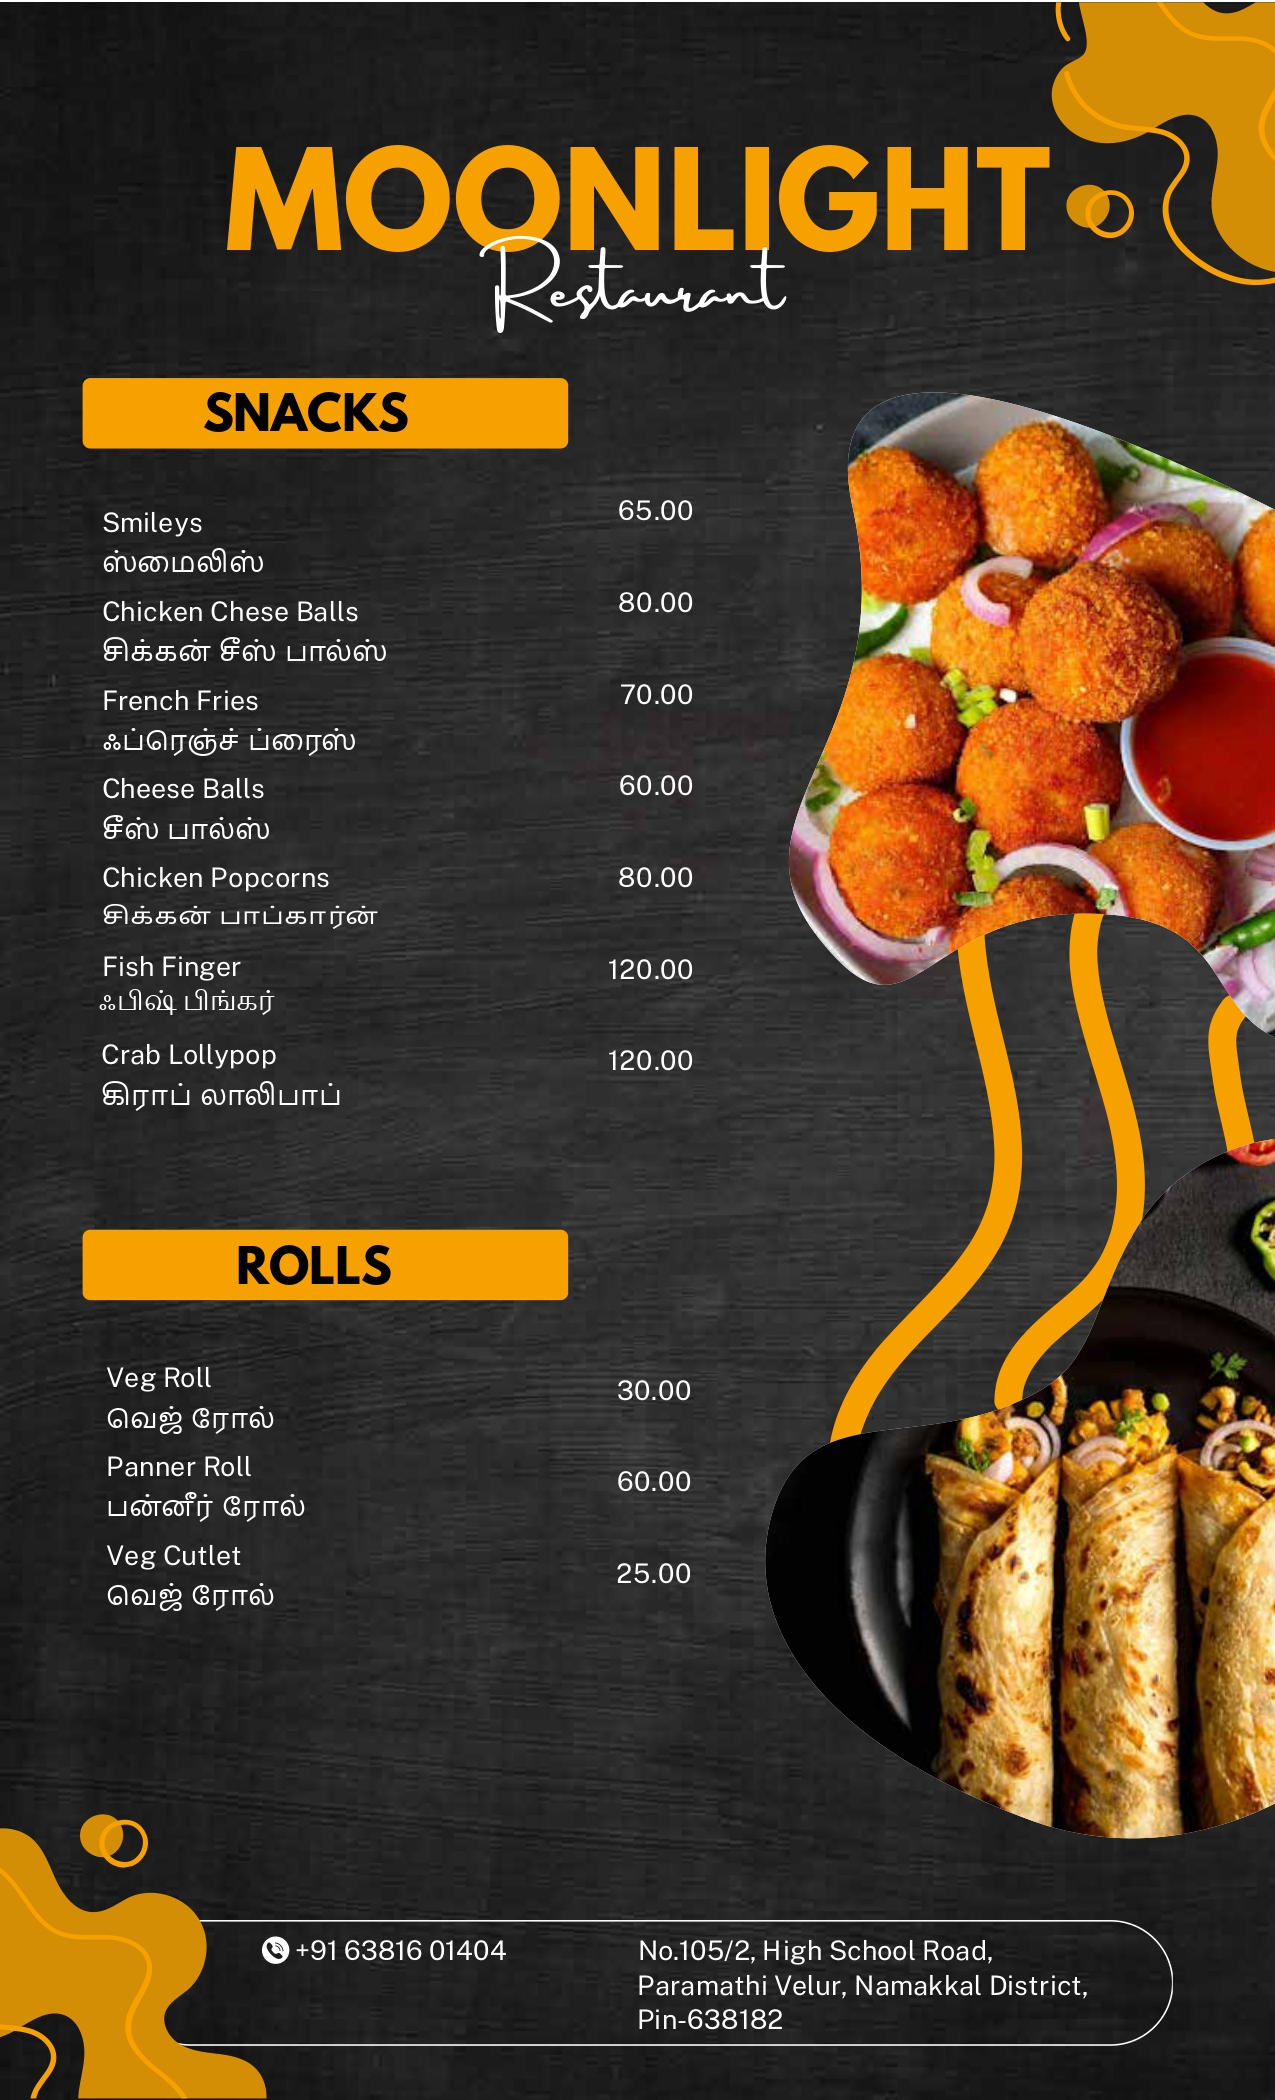 MOONLIGHT
Restaurant
SNACKS
Smileys 65.00
ஸ்மைலிஸ்
Chicken Chese Balls 80.00
சிக்கன் சீஸ் பால்ஸ்
French Fries 70.00
ஃப்ரெஞ்ச் ப்ரைஸ்
Cheese Balls 60.00
சீஸ் பால்ஸ்
Chicken Popcorns 80.00
சிக்கன் பாப்கார்ன்
Fish Finger 120.00
ஃபிஷ் பிங்கர்
Crab Lollypop 120.00
கிராப் லாலிபாப்
ROLLS
Veg Roll 30.00
வெஜ் ரோல்
Panner Roll 60.00
பன்னீர் ரோல்
Veg Cutlet 25.00
வெஜ் ரோல்
+91 63816 01404
No.105/2, High School Road,
Paramathi Velur, Namakkal District,
Pin-638182